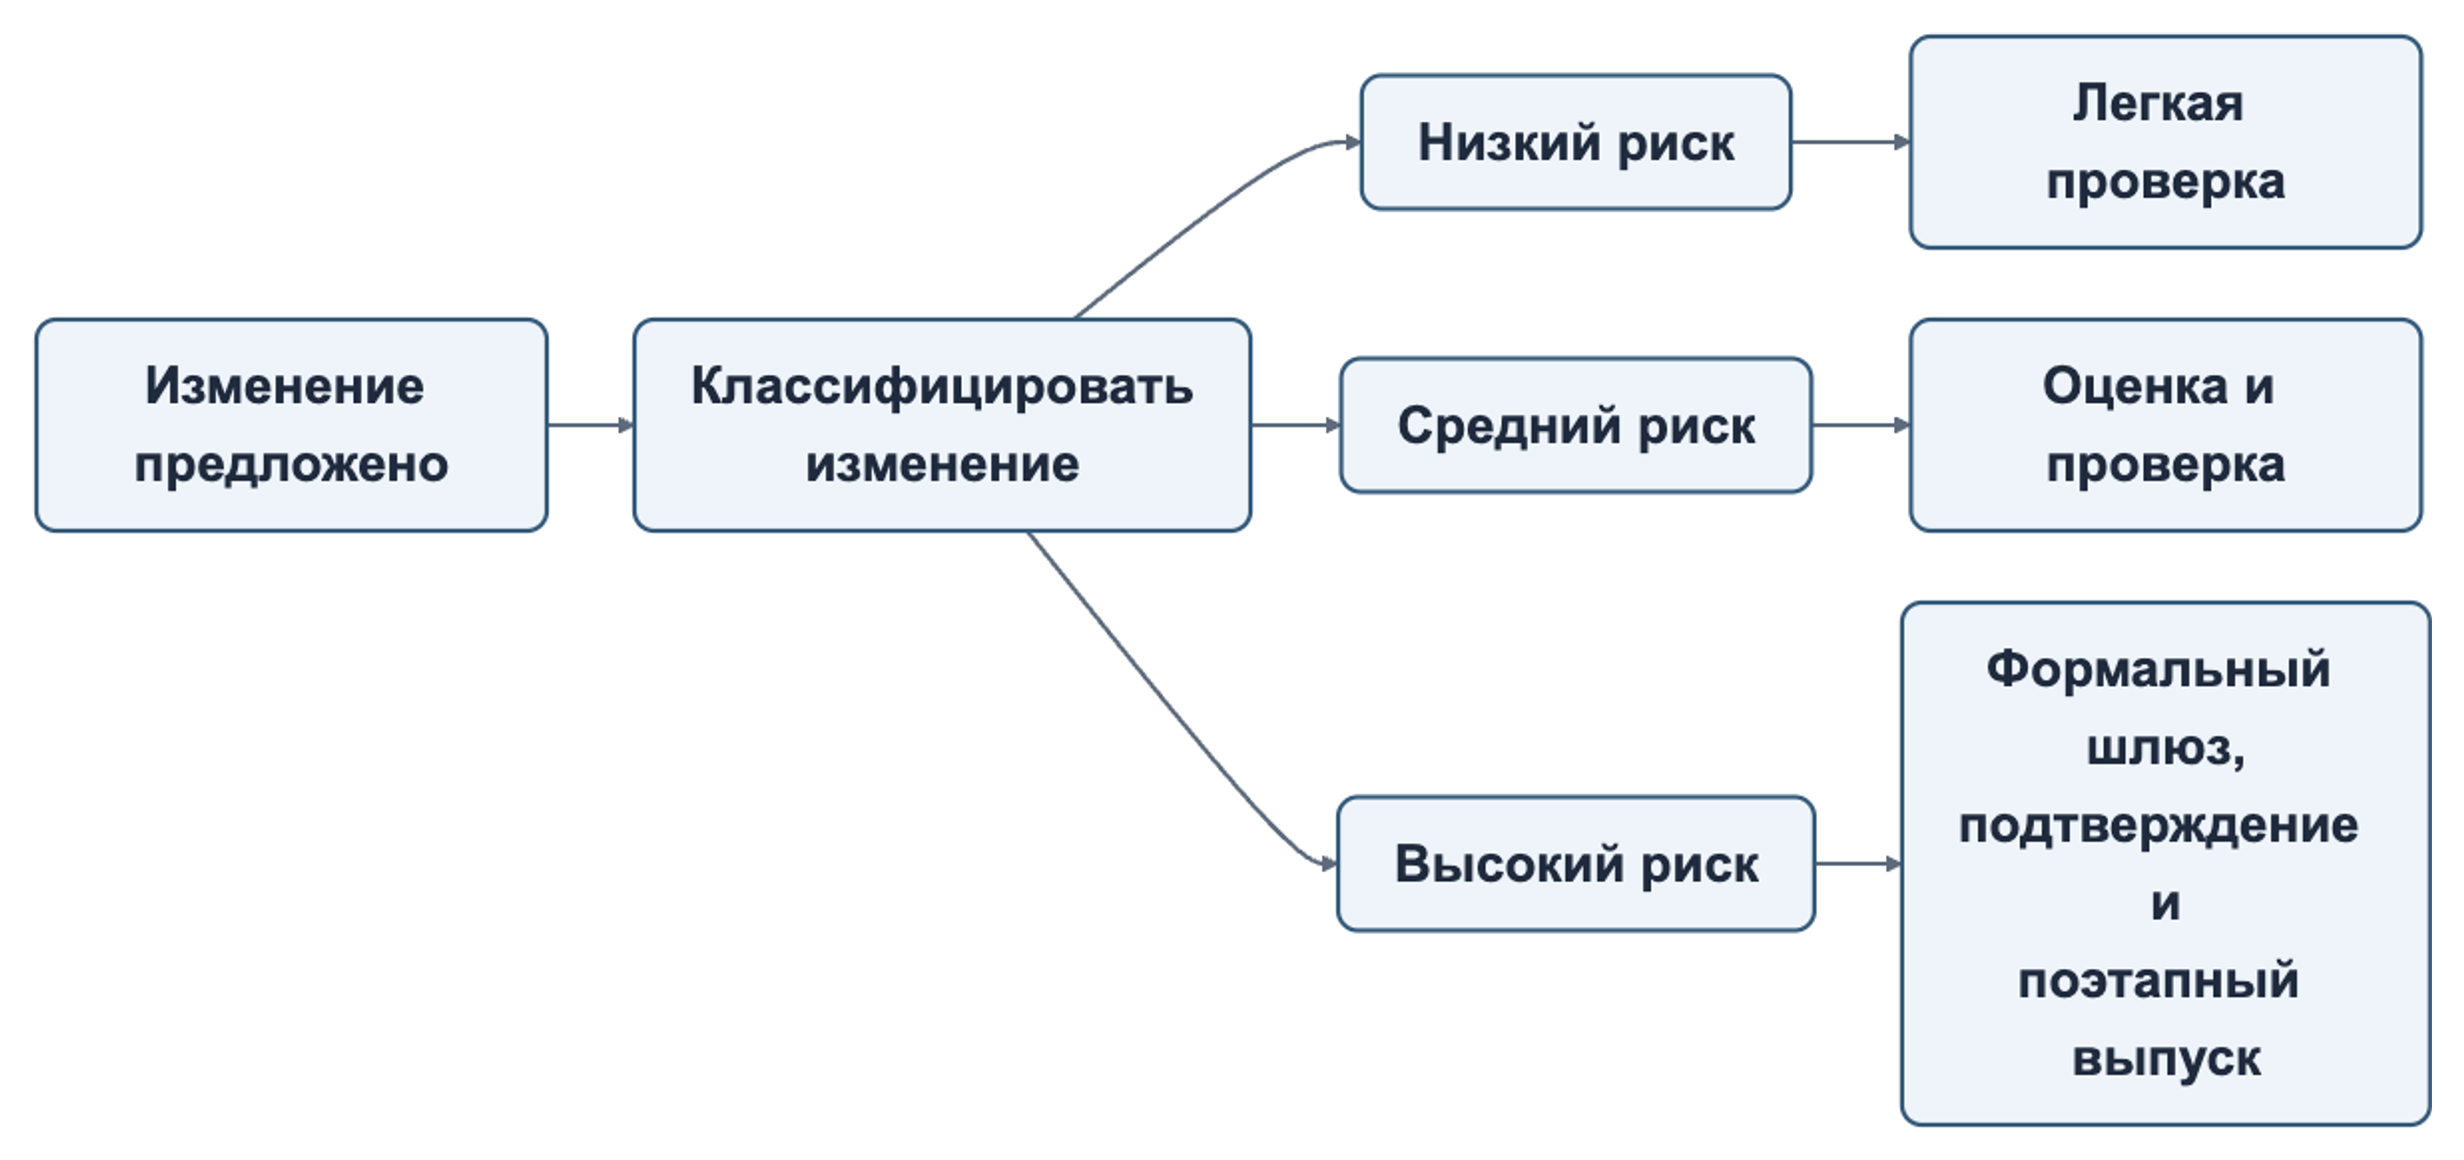 Изменение
предложено
Классифицировать
изменение
Низкий риск
Легкая
проверка
Средний риск
Оценка и
проверка
Высокий риск
Формальный
шлюз,
подтверждение
и
поэтапный
выпуск